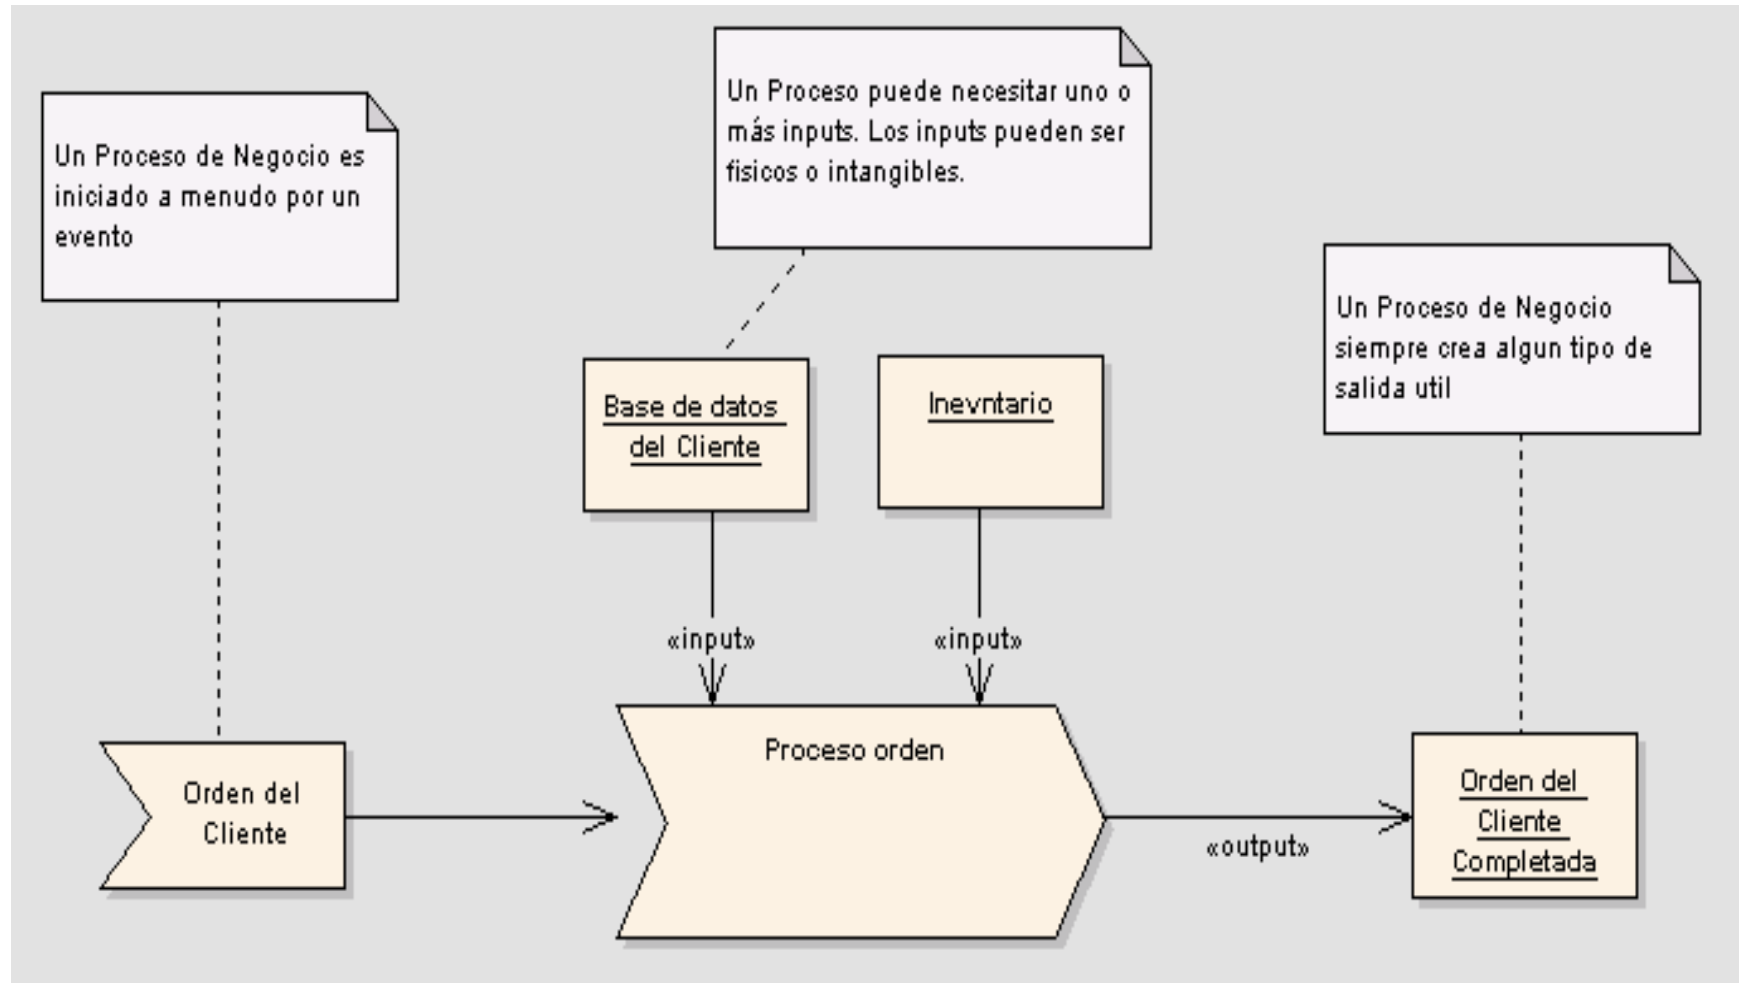 Un Proceso de Negocio es
iniciado a menudo por un
evento
Un Proceso puede necesitar uno o
más inputs. Los inputs pueden ser
fisicos o intangibles.
Un Proceso de Negocio
siempre crea algun tipo de
salida util
Base de datos
del Cliente
Inevntario
«input»
«input»
Orden del
Cliente
Proceso orden
«output»
Orden del
Cliente
Completada